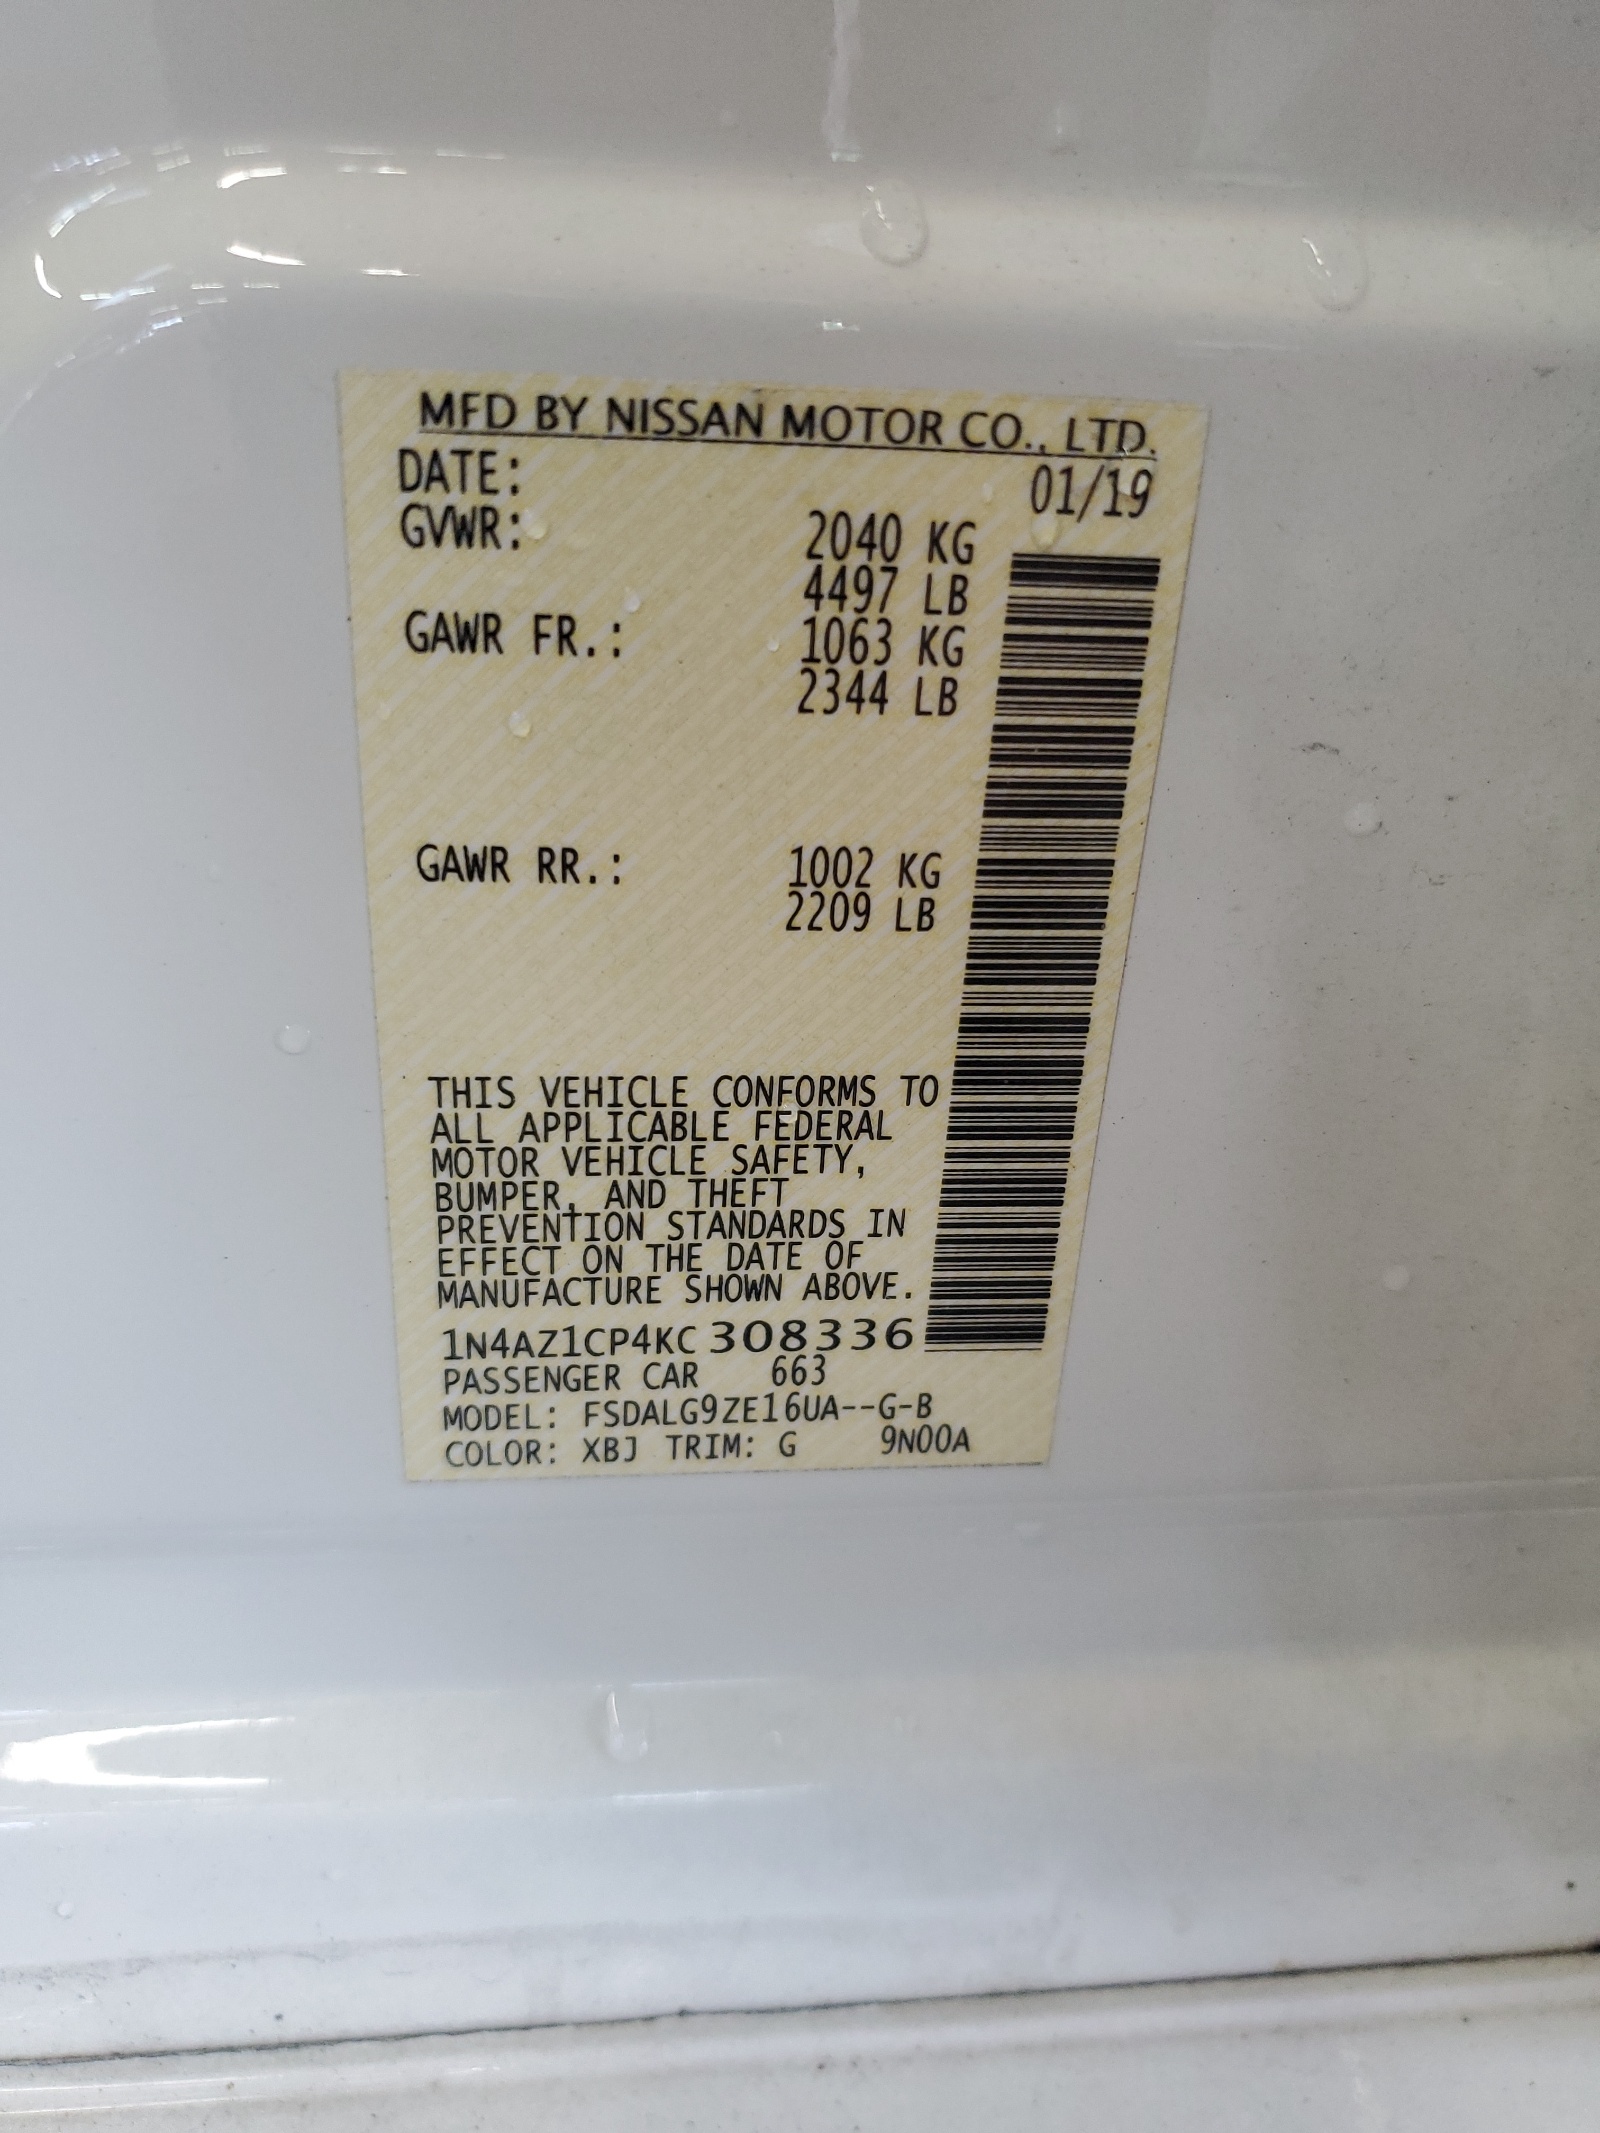 MFD BY NISSAN MOTOR CO., LTD.
DATE: 01/19
GVWR: 2040 KG
4497 LB
GAWR FR.: 1063 KG
2344 LB
GAWR RR.: 1002 KG
2209 LB
THIS VEHICLE CONFORMS TO
ALL APPLICABLE FEDERAL
MOTOR VEHICLE SAFETY,
BUMPER, AND THEFT
PREVENTION STANDARDS IN
EFFECT ON THE DATE OF
MANUFACTURE SHOWN ABOVE.
1N4AZ1CP4KC308336
PASSENGER CAR 663
MODEL: FSDALG9ZE16UA--G-B
COLOR: XBJ TRIM: G 9N00A